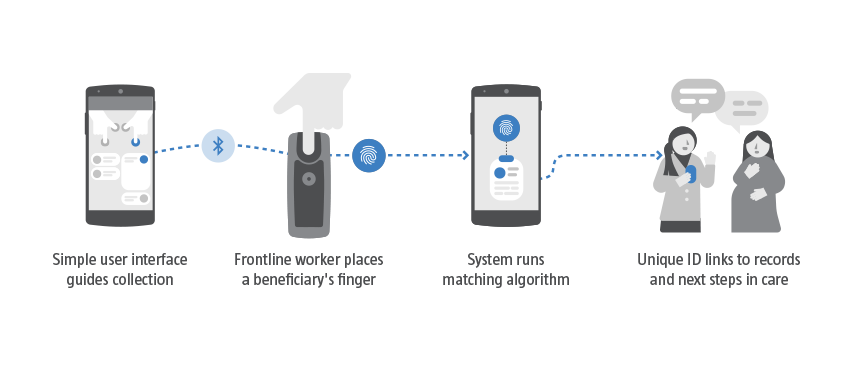 Simple user interface
guides collection
Frontline worker places
a beneficiary's finger
System runs
matching algorithm
Unique ID links to records
and next steps in care